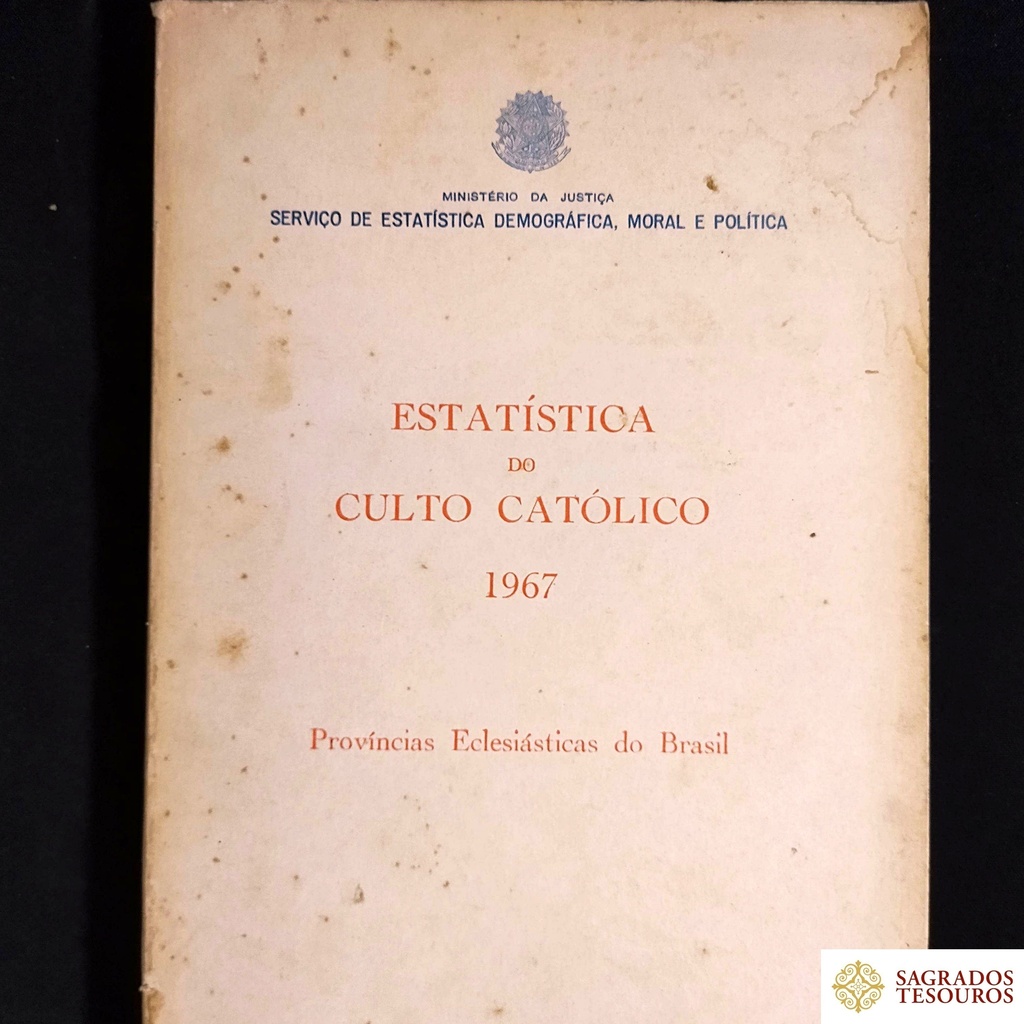 MINISTÉRIO DA JUSTIÇA
SERVIÇO DE ESTATÍSTICA DEMOGRÁFICA, MORAL E POLÍTICA
ESTATÍSTICA
DO
CULTO CATÓLICO
1967
Províncias Eclesiásticas do Brasil
SAGRADOS
TESOUROS